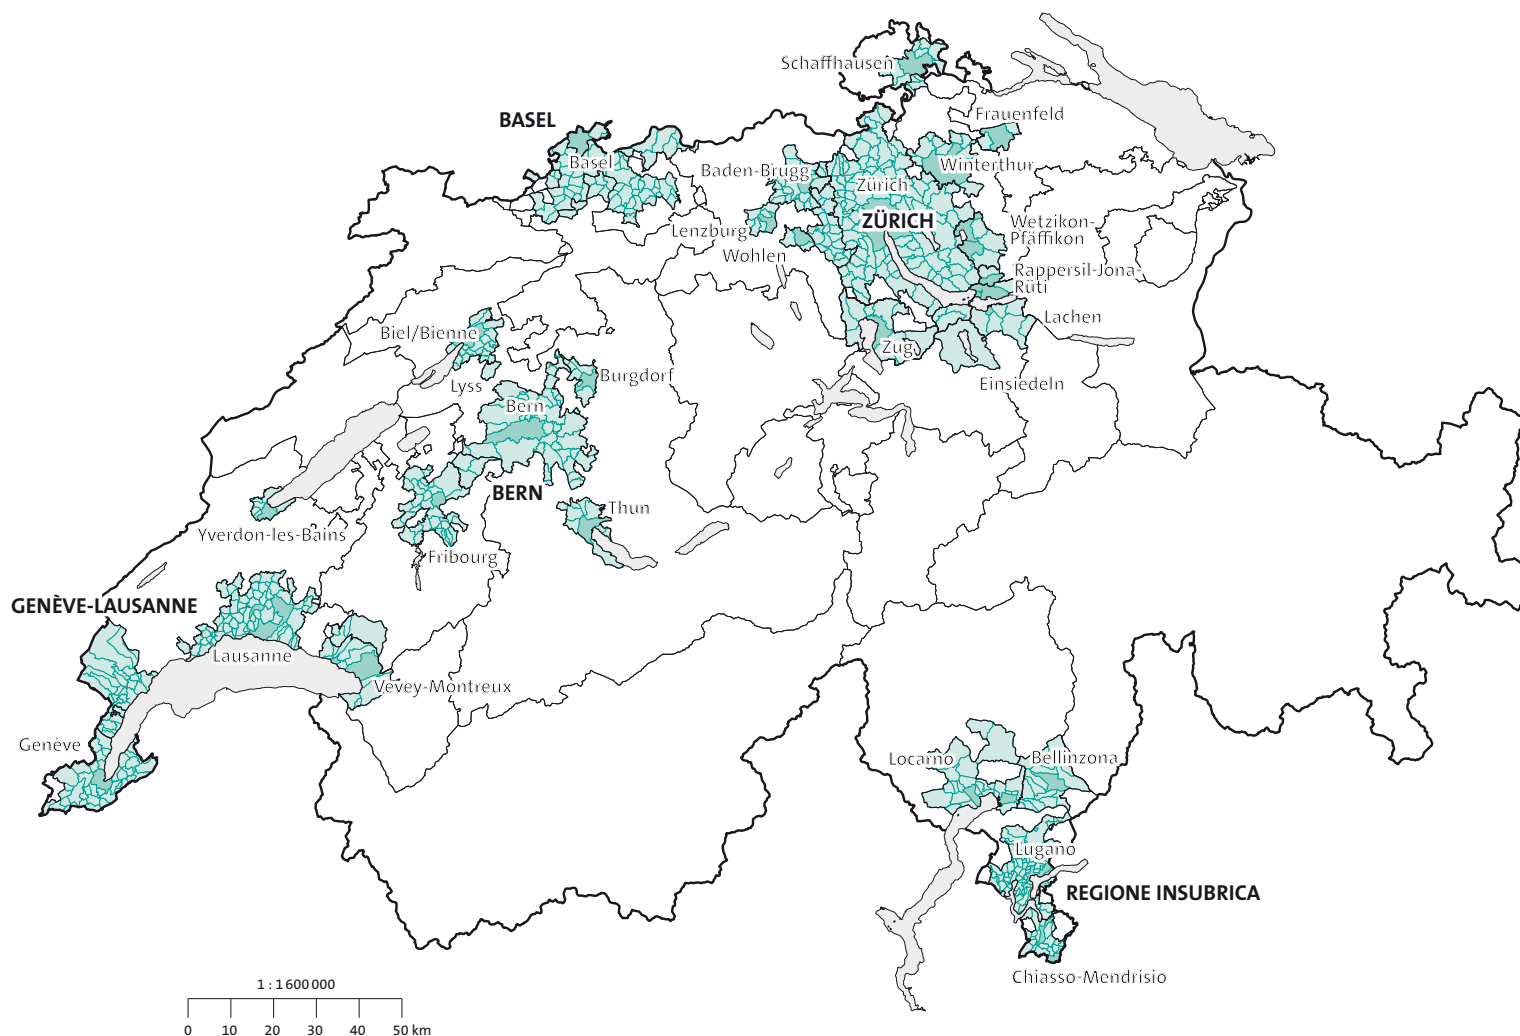 Schaffhausen
BASEL
Frauenfeld
Basel
Baden-Brugg
Winterthur
Zürich
ZÜRICH
Lenzburg
Wetzikon-
Pfäffikon
Wohlen
Rappersil-Jona-
Rüti
Lachen
Biel/Bienne
Zug
Lyss
Burgdorf
Einsiedeln
Bern
BERN
Thun
Yverdon-les-Bains
Fribourg
GENÈVE-LAUSANNE
Lausanne
Vevey-Montreux
Genève
Locarno
Bellinzona
Lugano
REGIONE INSUBRICA
Chiasso-Mendrisio
1 : 1 600 000
0 10 20 30 40 50 km